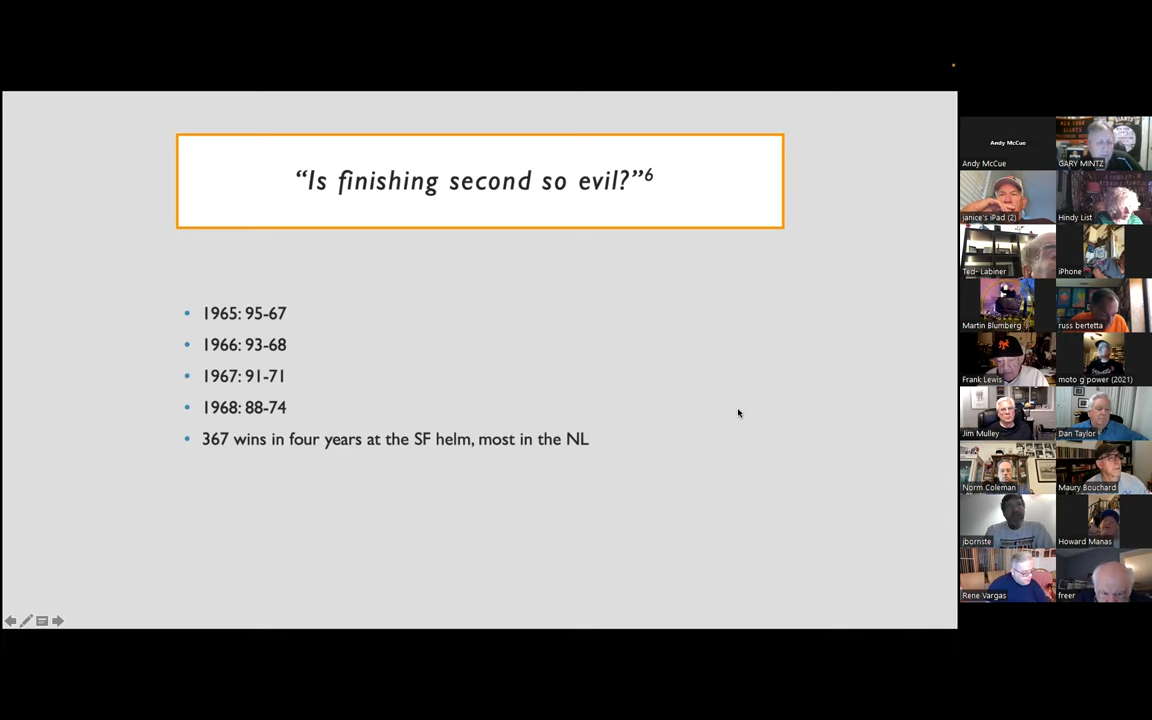 “Is finishing second so evil?”6
• 1965: 95-67
• 1966: 93-68
• 1967: 91-71
• 1968: 88-74
• 367 wins in four years at the SF helm, most in the NL
Andy McCue
Andy McCue
GARY MINTZ
janice's iPad (2)
Hindy List
Ted- Labiner
iPhone
Martin Blumberg
russ bertetta
Frank Lewis
moto g power (2021)
Jim Mulley
Dan Taylor
Norm Coleman
Maury Bouchard
jbornste
Howard Manas
Rene Vargas
freer